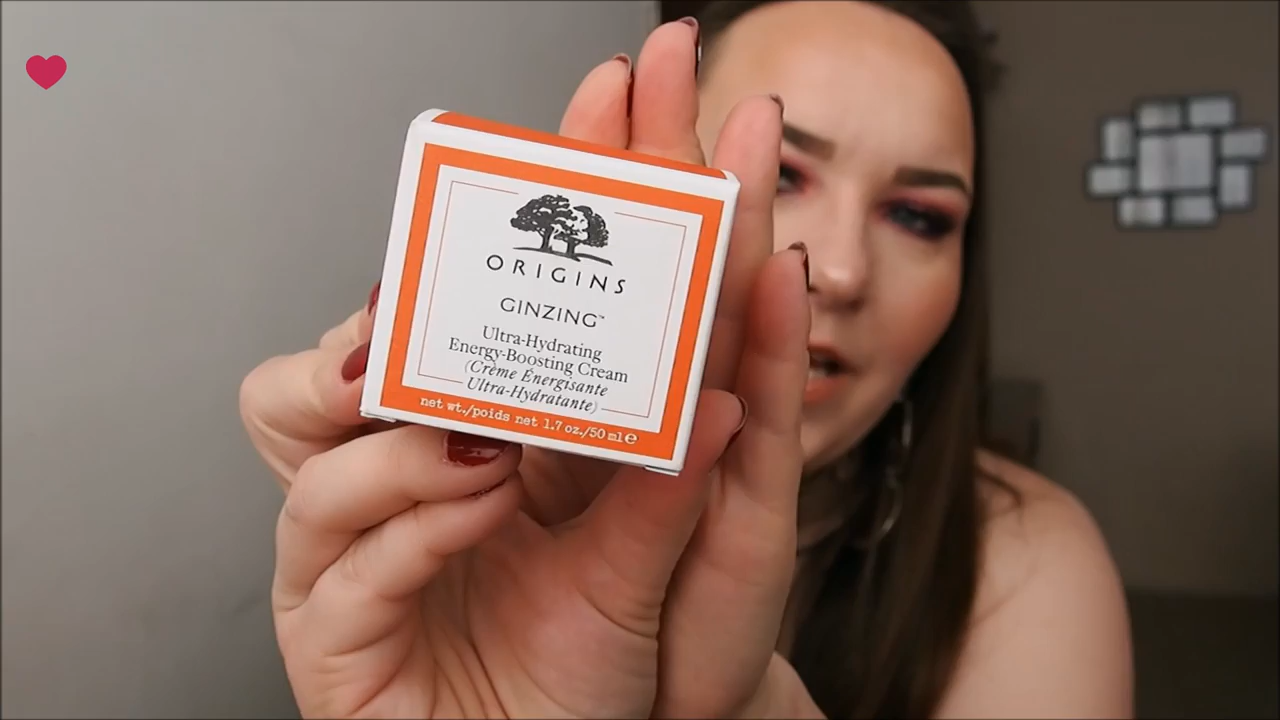 ORIGINS
GINZING™
Ultra-Hydrating
Energy-Boosting Cream
(Crème Énergisante
Ultra-Hydratante)
net wt./poids net 1.7 oz./50 ml e